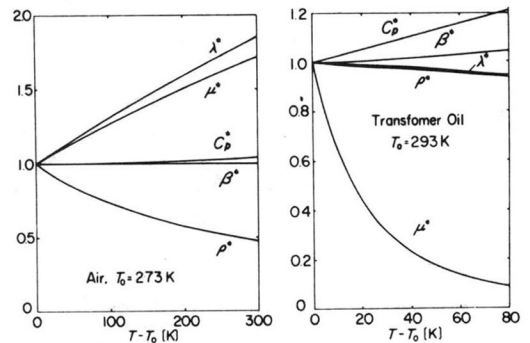 2.0
1.5
1.0
0.5
0
λ*
μ*
Cp*
β*
ρ*
Air, T₀=273 K
0 100 200 300
T-T₀ [K]
1.2
1.0
0.8
0.6
0.4
0.2
0
Cp*
β*
λ*
ρ*
Transfomer Oil
T₀=293 K
μ*
0 20 40 60 80
T-T₀ [K]